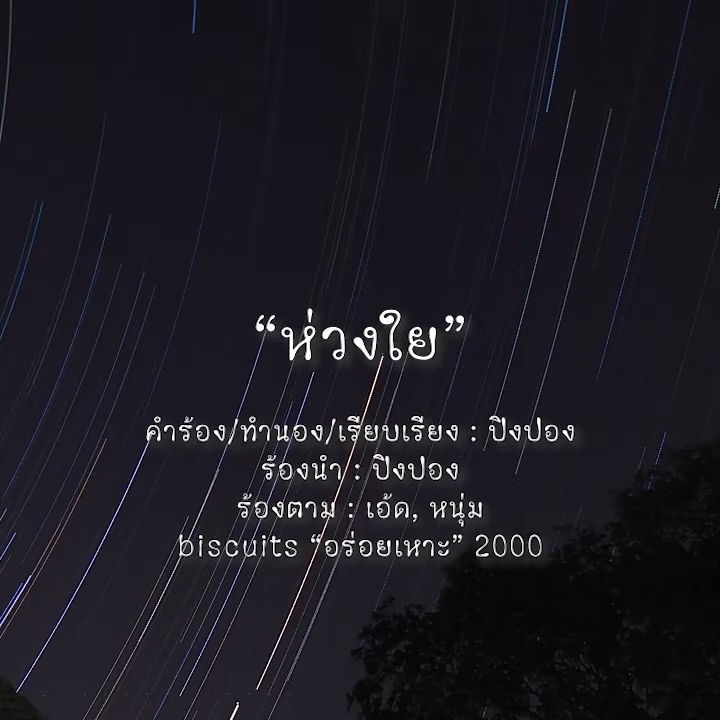 “ห่วงใย”
คำร้อง/ทำนอง/เรียบเรียง : ปิงปอง
ร้องนำ : ปิงปอง
ร้องตาม : เอ้ด, หนุ่ม
biscuits “อร่อยเหาะ” 2000